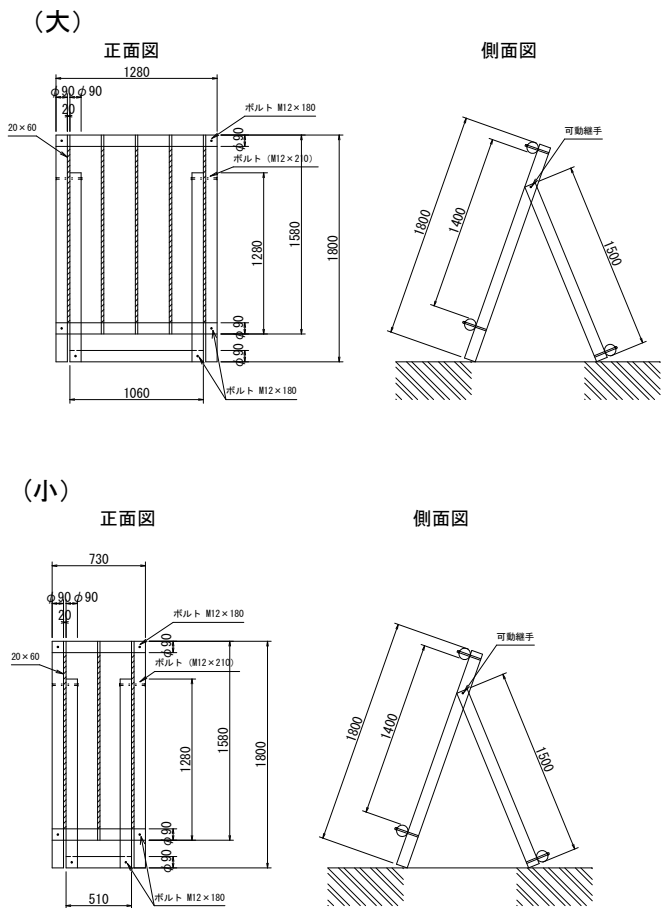 （大）
正面図
側面図
1280
φ90 φ90
20
20×60
ボルト M12×180
φ90
ボルト（M12×210）
1280
1580
1800
φ90
φ90
ボルト M12×180
1060
可動継手
1800
1400
1500
（小）
正面図
側面図
730
φ90 φ90
20
20×60
ボルト M12×180
φ90
ボルト（M12×210）
1280
1580
1800
φ90
φ90
ボルト M12×180
510
可動継手
1800
1400
1500